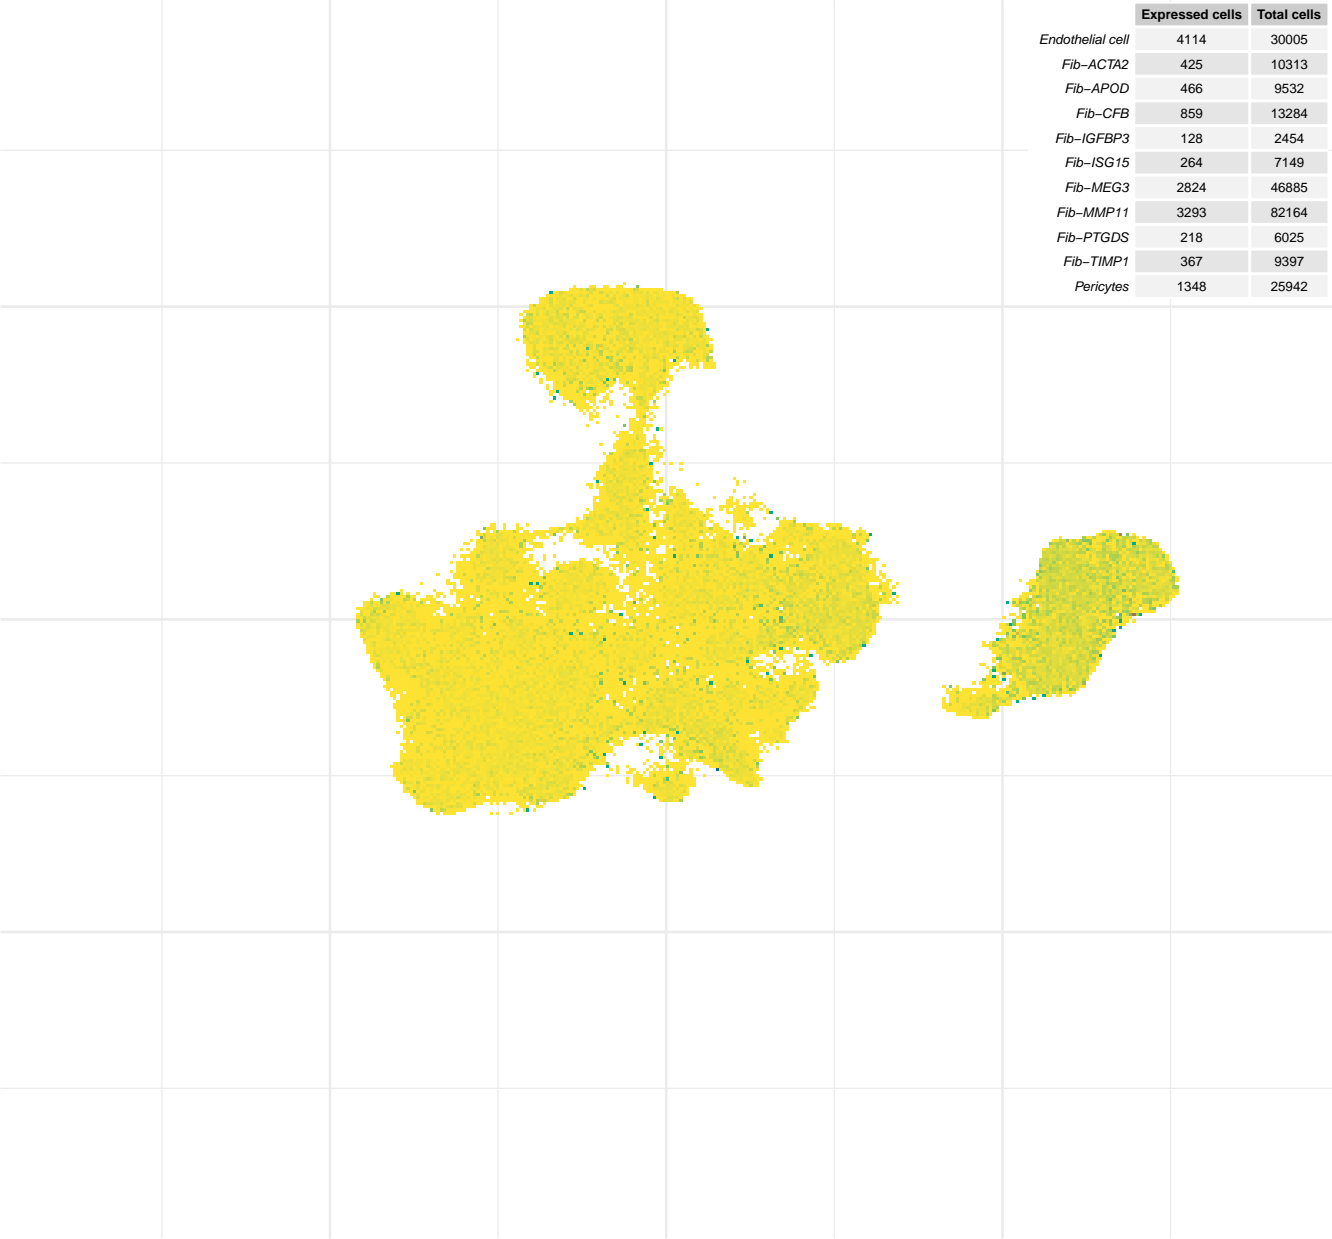 Expressed cells Total cells
Endothelial cell 4114 30005
Fib−ACTA2 425 10313
Fib−APOD 466 9532
Fib−CFB 859 13284
Fib−IGFBP3 128 2454
Fib−ISG15 264 7149
Fib−MEG3 2824 46885
Fib−MMP11 3293 82164
Fib−PTGDS 218 6025
Fib−TIMP1 367 9397
Pericytes 1348 25942